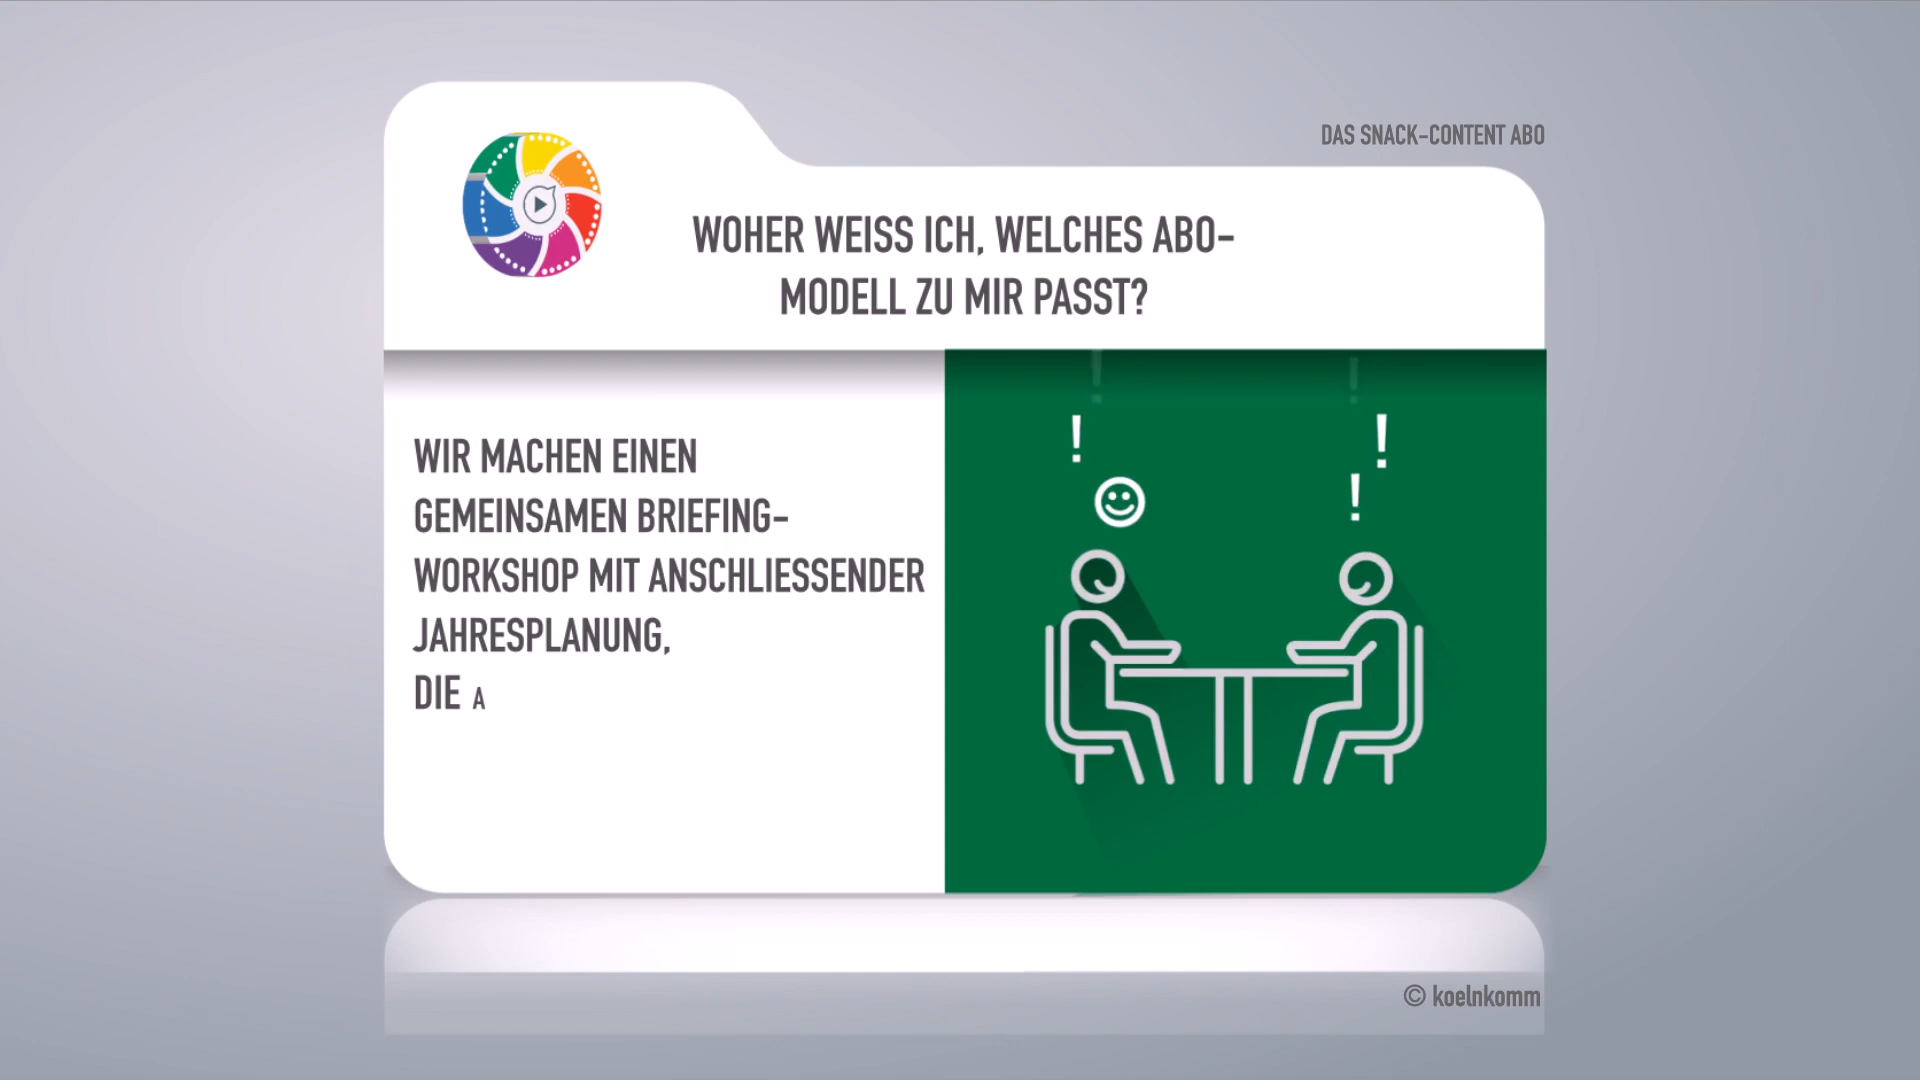 DAS SNACK-CONTENT ABO
WOHER WEISS ICH, WELCHES ABO-
MODELL ZU MIR PASST?
WIR MACHEN EINEN
GEMEINSAMEN BRIEFING-
WORKSHOP MIT ANSCHLIESSENDER
JAHRESPLANUNG,
DIE A
! !
!
© koelnkomm